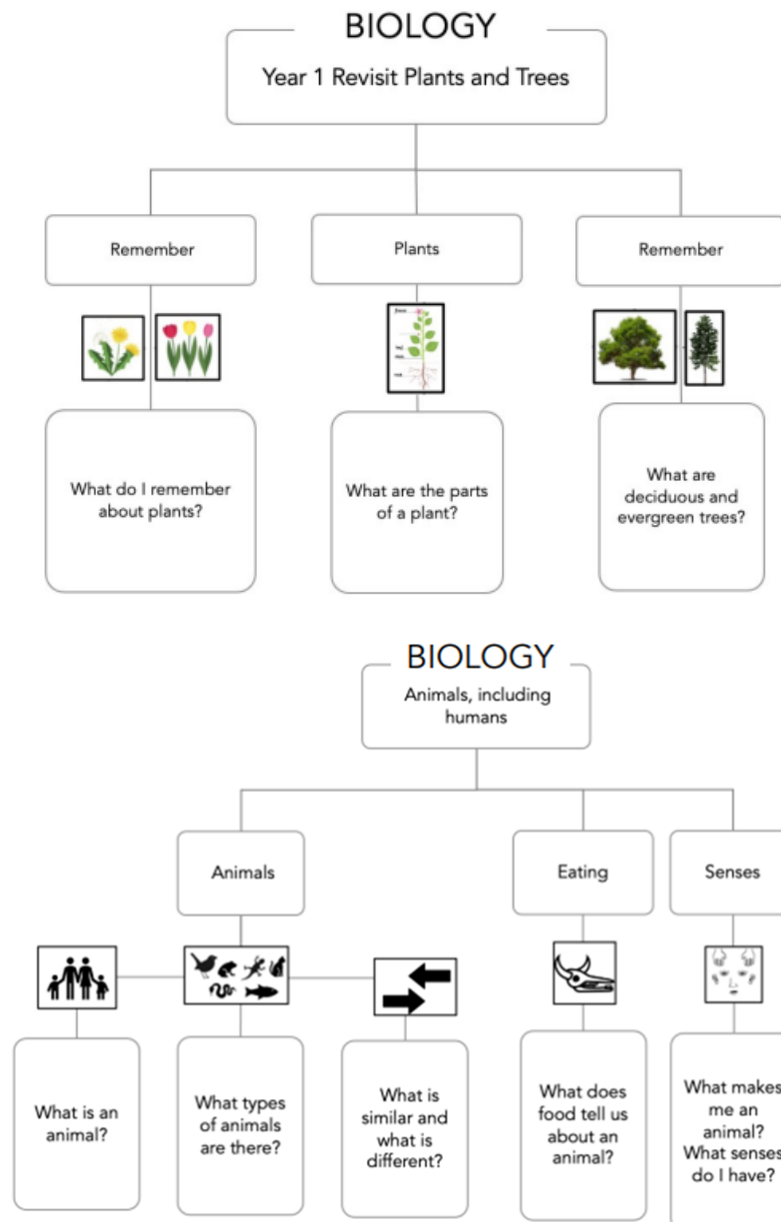 BIOLOGY
Year 1 Revisit Plants and Trees
Remember
Plants
Remember
What do I remember
about plants?
What are the parts
of a plant?
What are
deciduous and
evergreen trees?
BIOLOGY
Animals, including
humans
Animals
Eating
Senses
What is an
animal?
What types
of animals
are there?
What is
similar and
what is
different?
What does
food tell us
about an
animal?
What makes
me an
animal?
What senses
do I have?